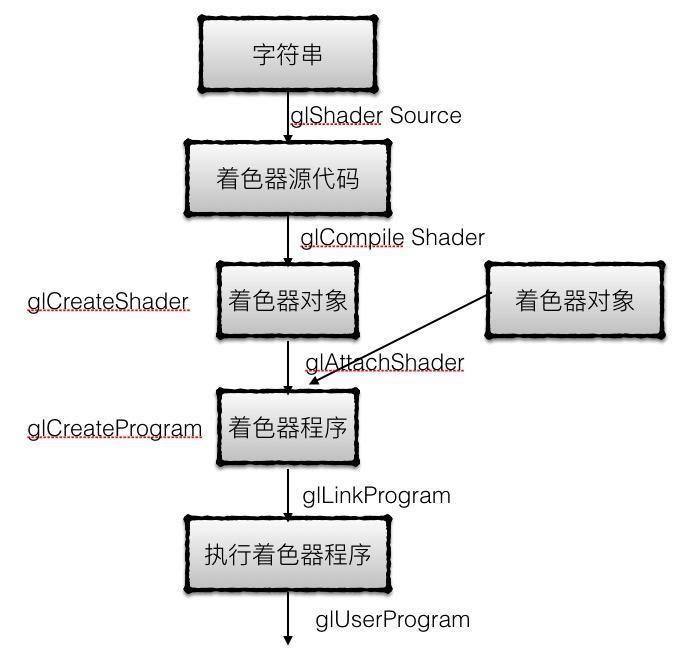 字符串
glShader Source
着色器源代码
glCompile Shader
glCreateShader
着色器对象
着色器对象
glAttachShader
glCreateProgram
着色器程序
glLinkProgram
执行着色器程序
glUserProgram